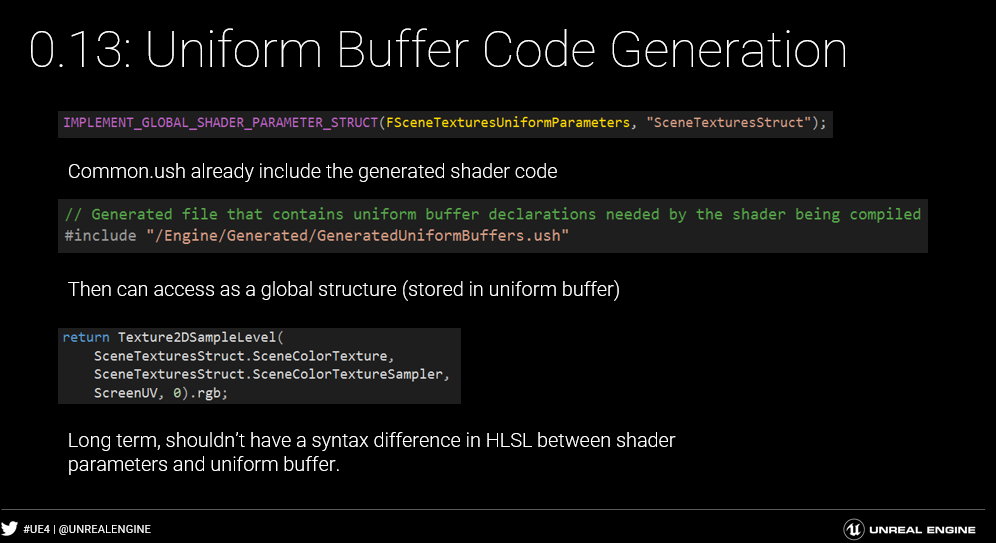 0.13: Uniform Buffer Code Generation
IMPLEMENT_GLOBAL_SHADER_PARAMETER_STRUCT(FSceneTexturesUniformParameters, "SceneTexturesStruct");
Common.ush already include the generated shader code
// Generated file that contains uniform buffer declarations needed by the shader being compiled
#include "/Engine/Generated/GeneratedUniformBuffers.ush"
Then can access as a global structure (stored in uniform buffer)
return Texture2DSampleLevel(
SceneTexturesStruct.SceneColorTexture,
SceneTexturesStruct.SceneColorTextureSampler,
ScreenUV, 0).rgb;
Long term, shouldn’t have a syntax difference in HLSL between shader
parameters and uniform buffer.
#UE4 | @UNREALENGINE
UNREAL ENGINE